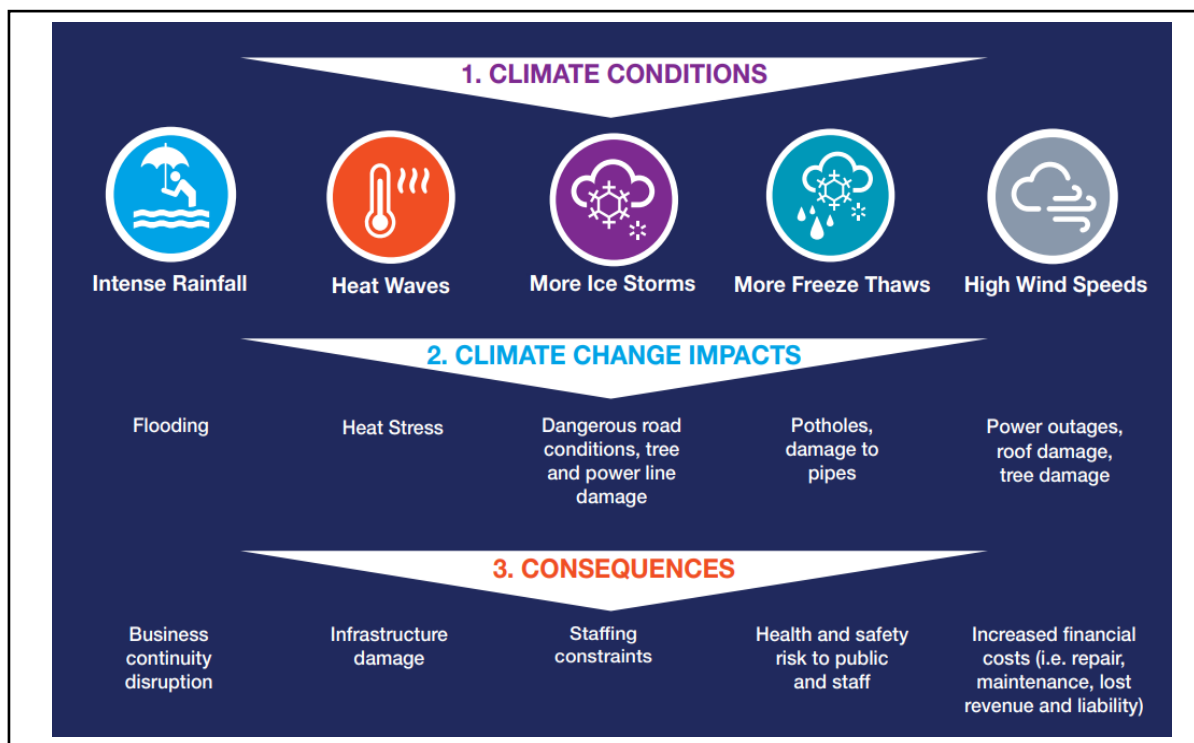 1. CLIMATE CONDITIONS
Intense Rainfall
Heat Waves
More Ice Storms
More Freeze Thaws
High Wind Speeds
2. CLIMATE CHANGE IMPACTS
Flooding
Heat Stress
Dangerous road
conditions, tree
and power line
damage
Potholes,
damage to
pipes
Power outages,
roof damage,
tree damage
3. CONSEQUENCES
Business
continuity
disruption
Infrastructure
damage
Staffing
constraints
Health and safety
risk to public
and staff
Increased financial
costs (i.e. repair,
maintenance, lost
revenue and liability)